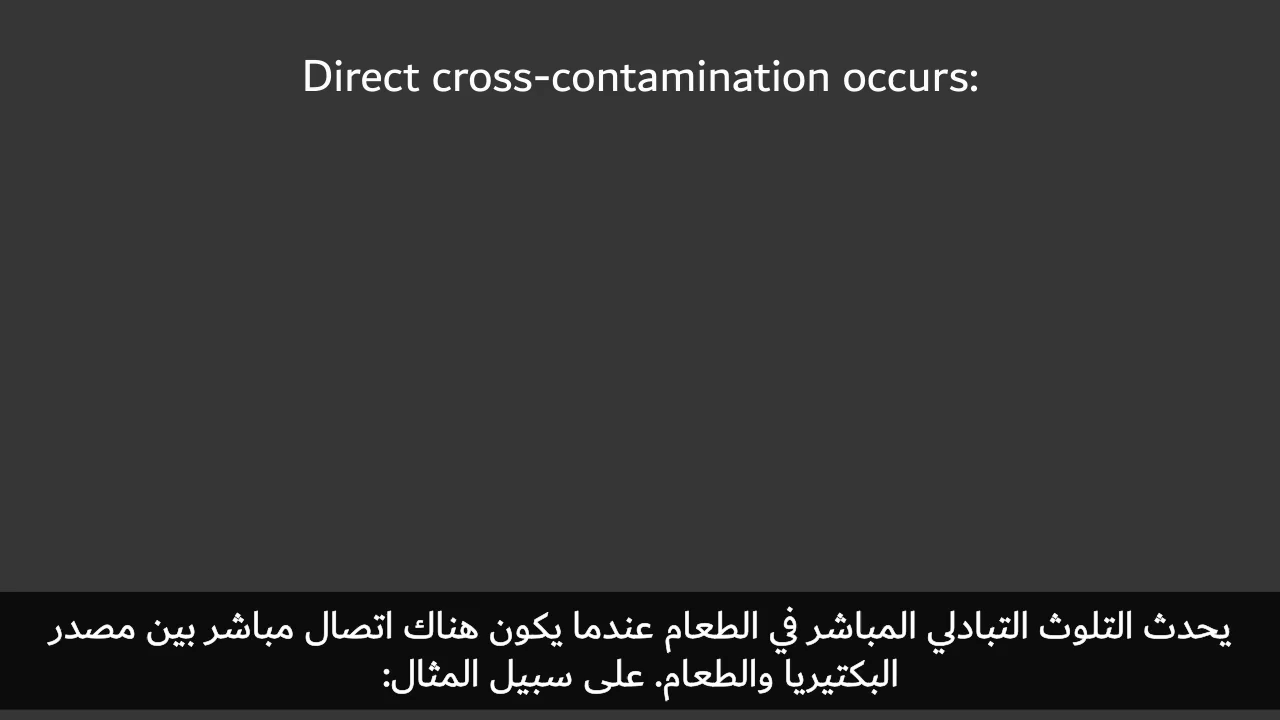 Direct cross-contamination occurs:
يحدث التلوث التبادلي المباشر في الطعام عندما يكون هناك اتصال مباشر بين مصدر
البكتيريا والطعام. على سبيل المثال: